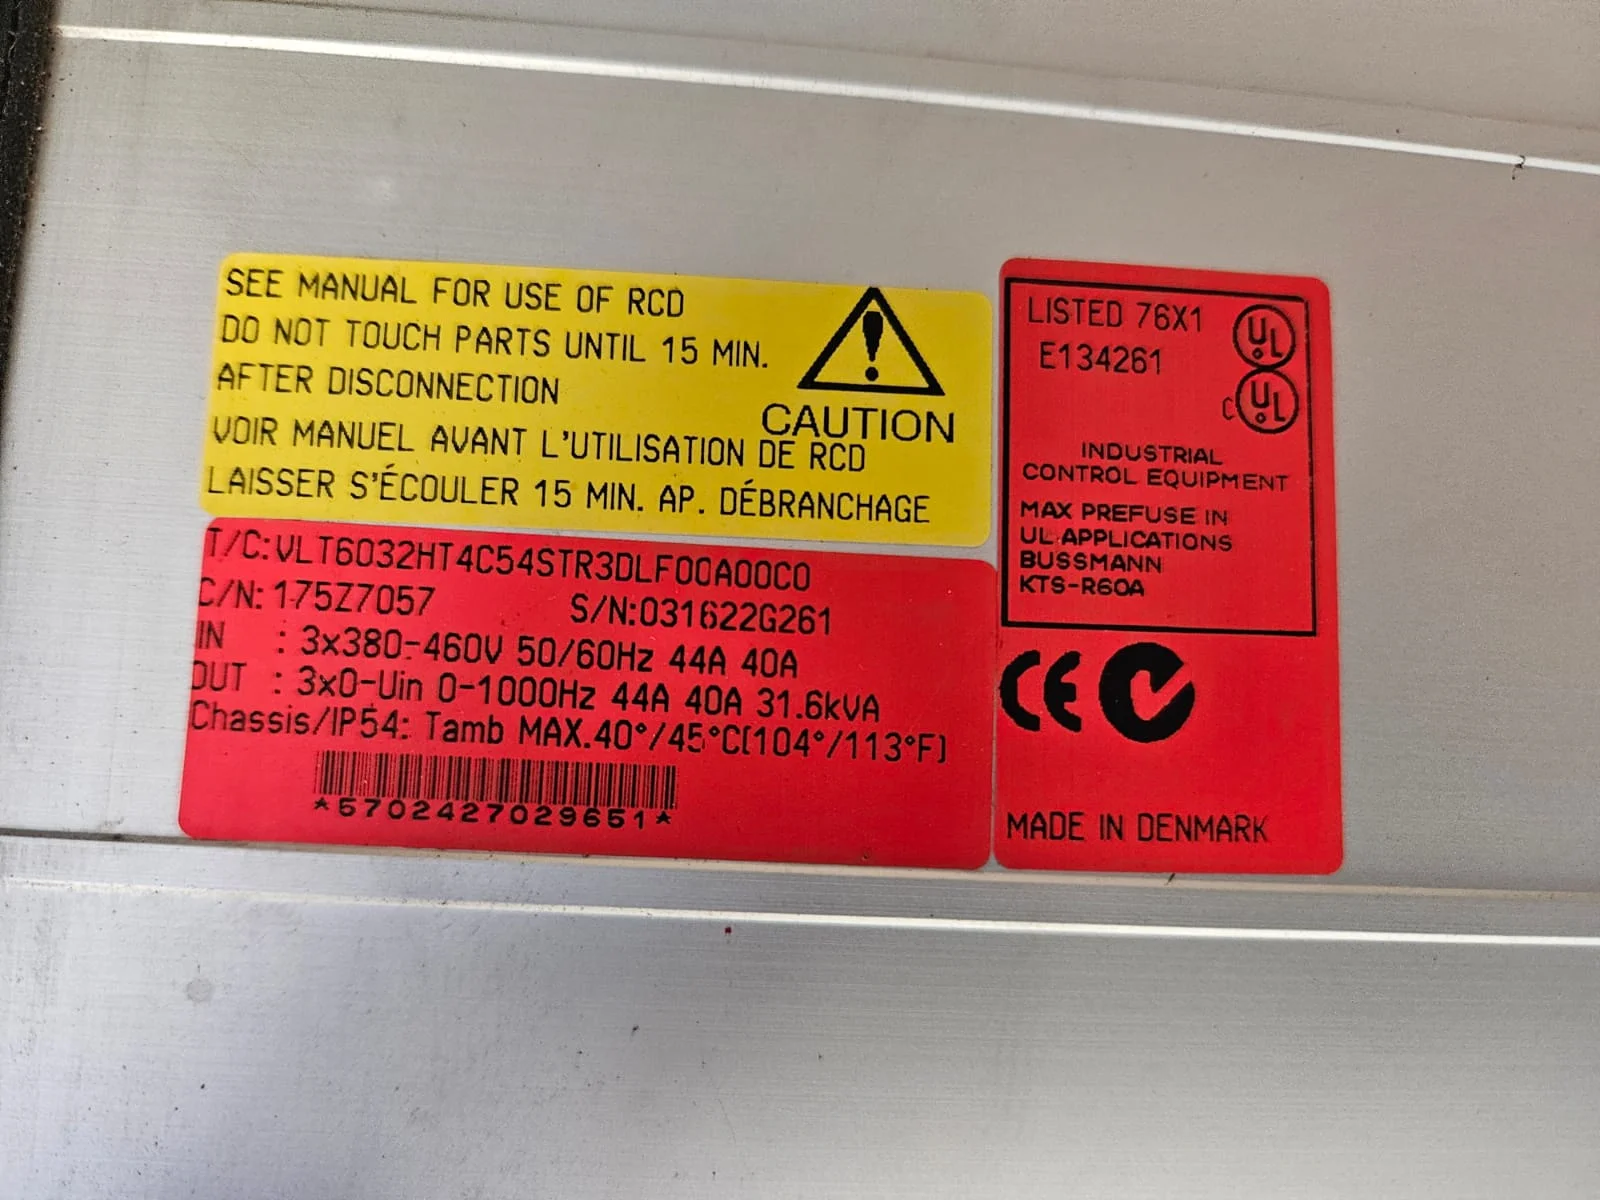 SEE MANUAL FOR USE OF RCD
DO NOT TOUCH PARTS UNTIL 15 MIN.
AFTER DISCONNECTION
CAUTION
VOIR MANUEL AVANT L'UTILISATION DE RCD
LAISSER S'ÉCOULER 15 MIN. AP. DÉBRANCHAGE
T/C: VLT6032HT4C54STR3DLF00A00C0
C/N: 175Z7057 S/N:031622G261
IN : 3x380-460V 50/60Hz 44A 40A
OUT : 3x0-Uin 0-1000Hz 44A 40A 31.6kVA
Chassis/IP54: Tamb MAX.40°/45°C(104°/113°F)
*5702427029651*
LISTED 76X1
E134261
UL
C UL
INDUSTRIAL
CONTROL EQUIPMENT
MAX PREFUSE IN
UL APPLICATIONS
BUSSMANN
KTS-R60A
CE
MADE IN DENMARK